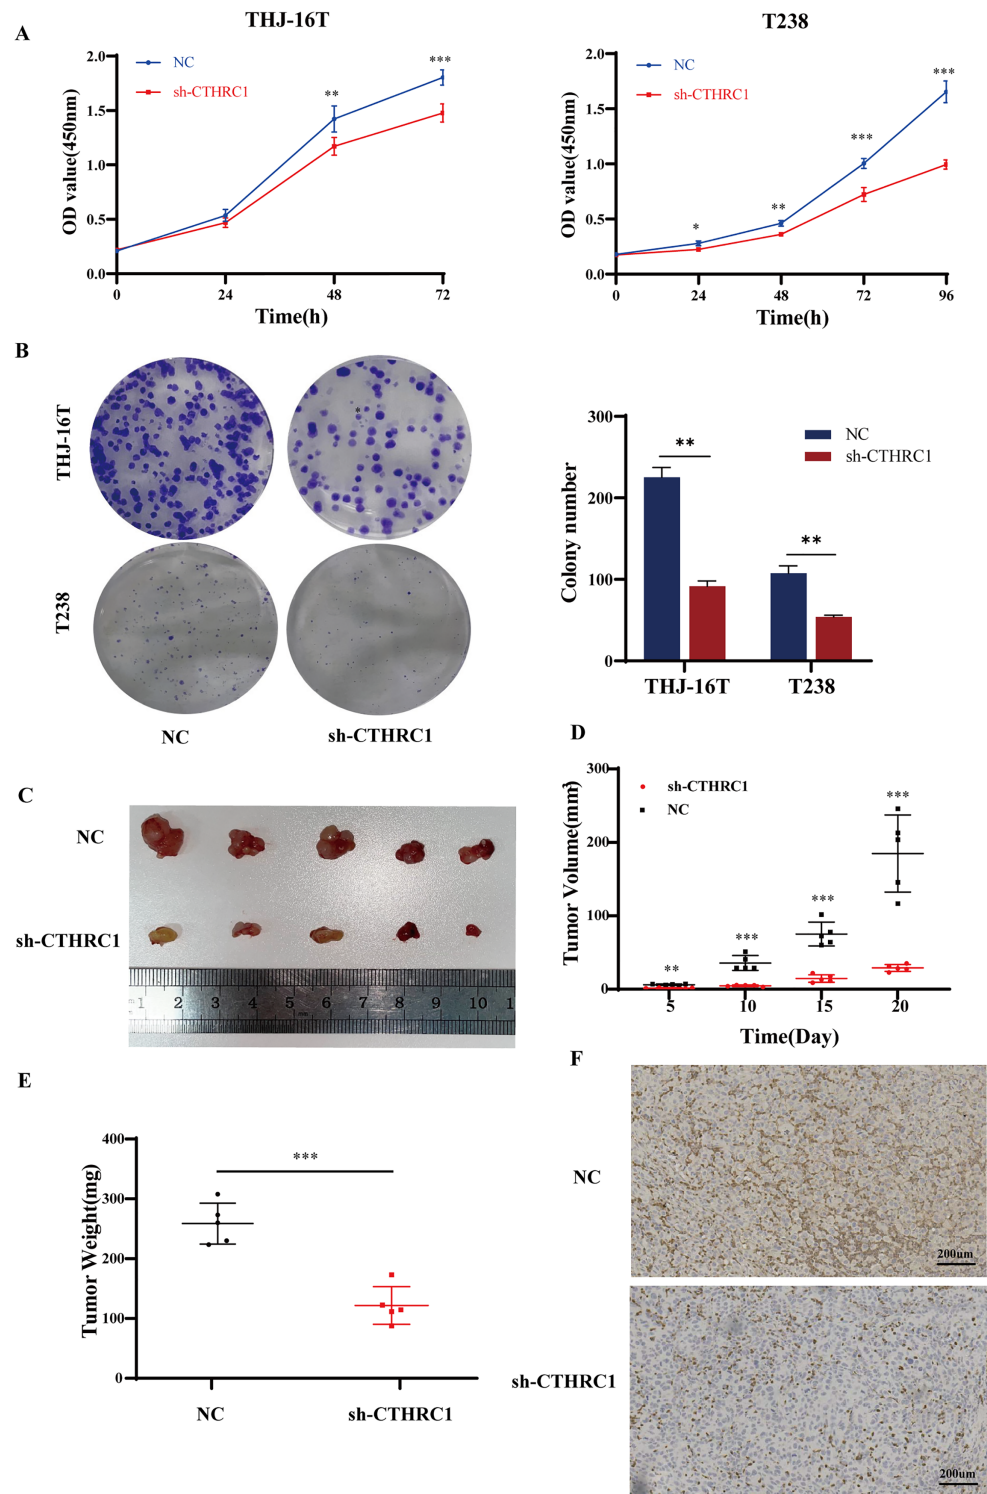 A
THJ-16T
NC
sh-CTHRC1
OD value(450nm)
2.0
1.5
1.0
0.5
0.0
**
***
0 24 48 72
Time(h)
T238
NC
sh-CTHRC1
OD value(450nm)
2.0
1.5
1.0
0.5
0.0
*
**
***
***
0 24 48 72 96
Time(h)
B
THJ-16T
*
T238
NC sh-CTHRC1
Colony number
300
200
100
0
NC
sh-CTHRC1
**
**
THJ-16T T238
C
NC
sh-CTHRC1
1 2 3 4 5 6 7 8 9 10 1
D
Tumor Volume(mm³)
300
200
100
0
sh-CTHRC1
NC
**
***
***
***
5 10 15 20
Time(Day)
E
Tumor Weight(mg)
400
300
200
100
0
***
NC sh-CTHRC1
F
NC
200um
sh-CTHRC1
200um